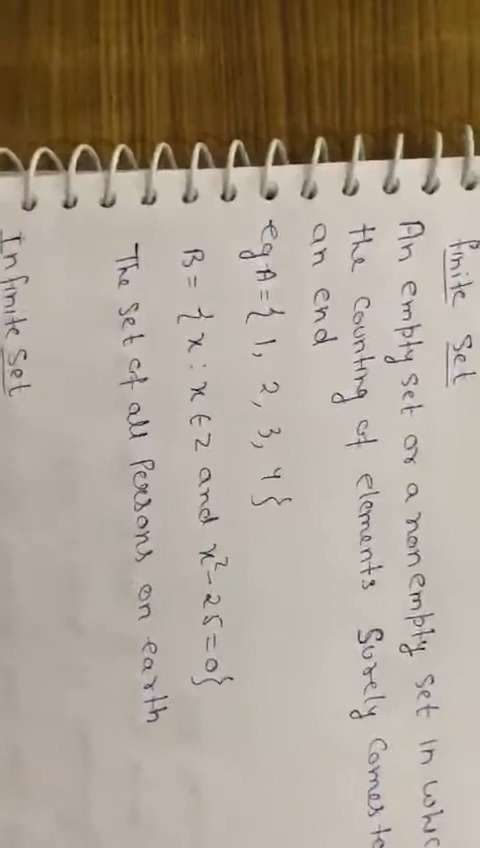 finite set
An empty set or a nonempty set in whic
the counting of elements Surely Comes to
an end
eg A = { 1, 2, 3, 4 }
B = { x : x ∈ z and x² - 25 = 0 }
The set of all Persons on earth
Infinite set